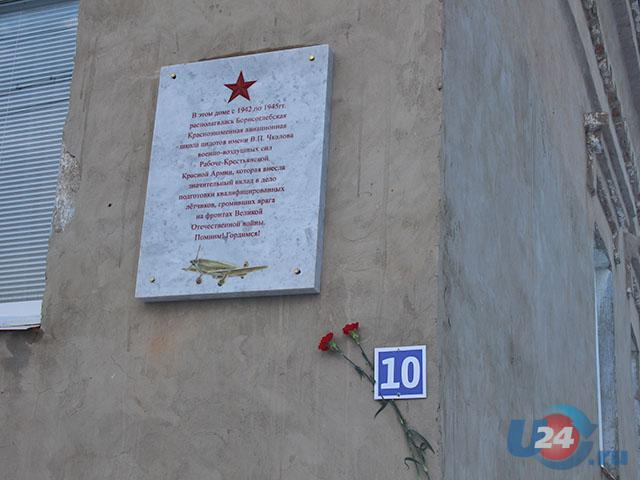 В этом доме с 1942 по 1945гг.
располагалась Борисоглебская
Краснознаменная авиационная
школа пилотов имени В.П. Чкалова
военно-воздушных сил
Рабоче-Крестьянской
Красной Армии, которая внесла
значительный вклад в дело
подготовки квалифицированных
лётчиков, громивших врага
на фронтах Великой
Отечественной войны.
Помним! Гордимся!
10
U24.ru